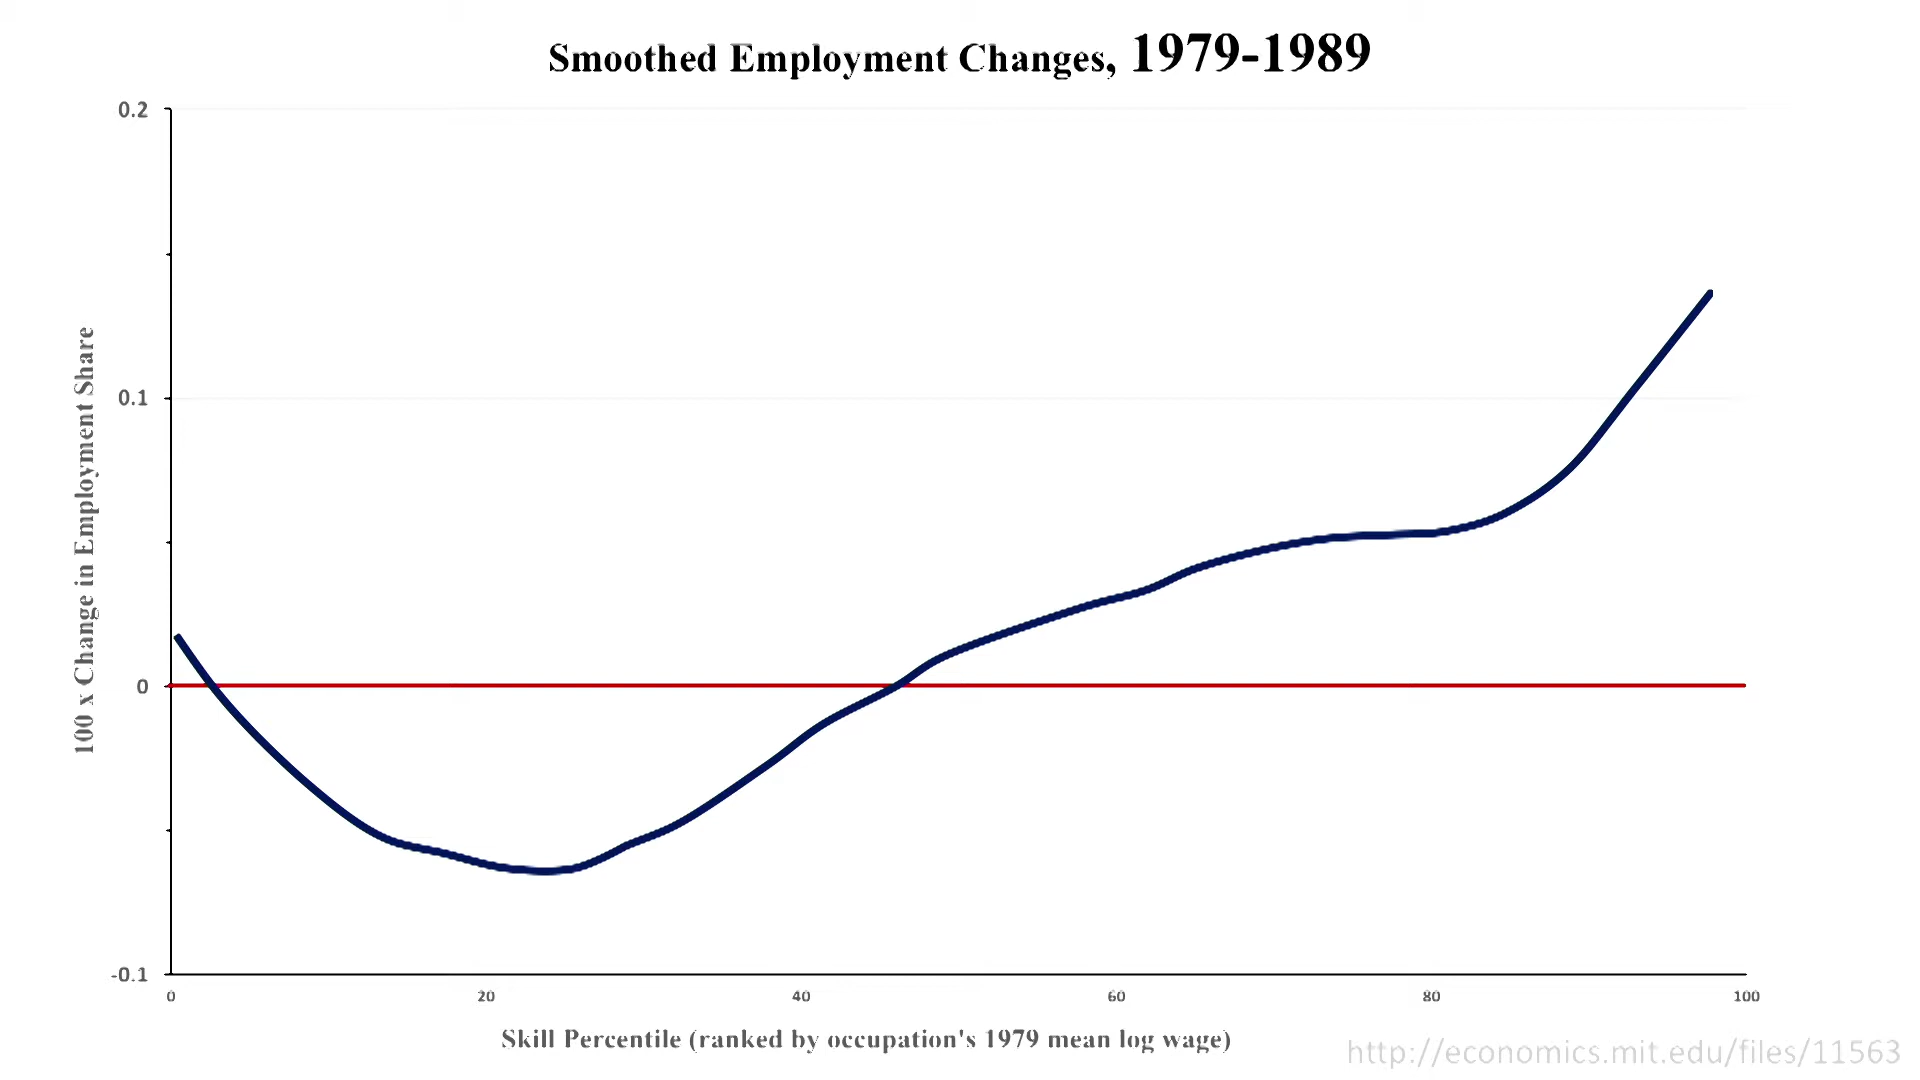 Smoothed Employment Changes, 1979-1989
0.2
0.1
0
-0.1
100 x Change in Employment Share
0 20 40 60 80 100
Skill Percentile (ranked by occupation's 1979 mean log wage)
http://economics.mit.edu/files/11563